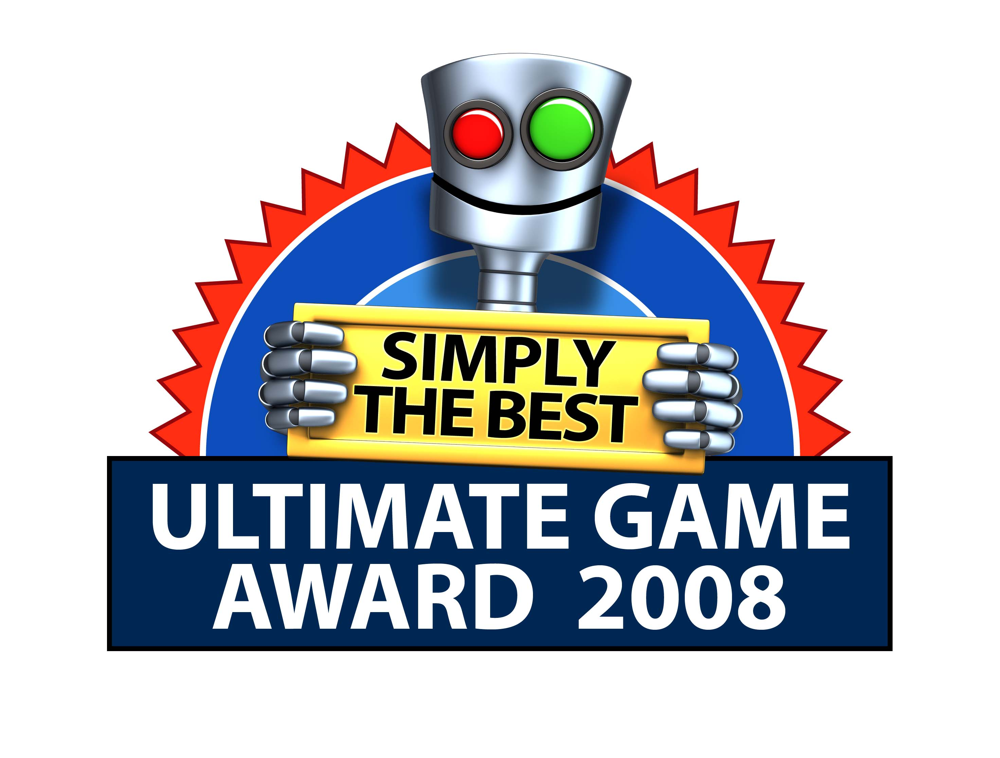 SIMPLY
THE BEST
ULTIMATE GAME
AWARD 2008